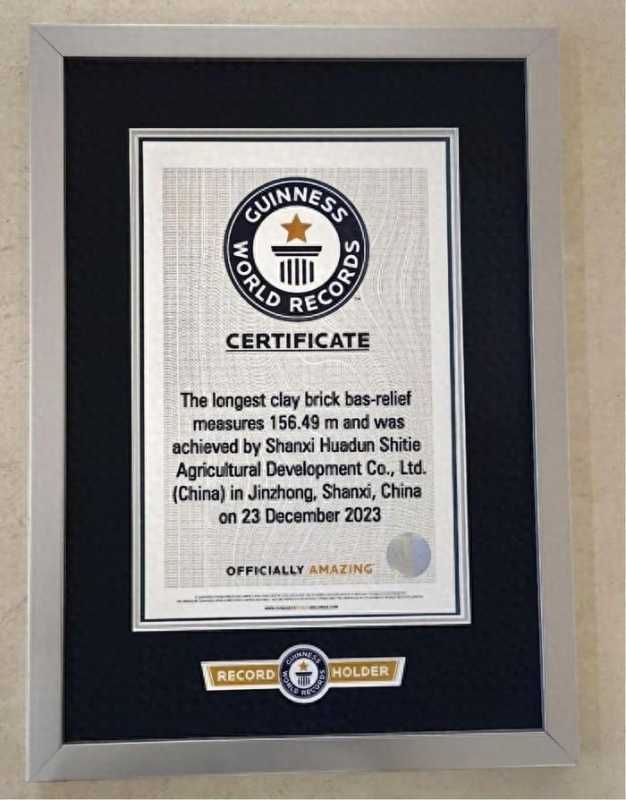 GUINNESS
WORLD RECORDS
CERTIFICATE
The longest clay brick bas-relief
measures 156.49 m and was
achieved by Shanxi Huadun Shitie
Agricultural Development Co., Ltd.
(China) in Jinzhong, Shanxi, China
on 23 December 2023
OFFICIALLY AMAZING
RECORD
GUINNESS
WORLD RECORDS
HOLDER